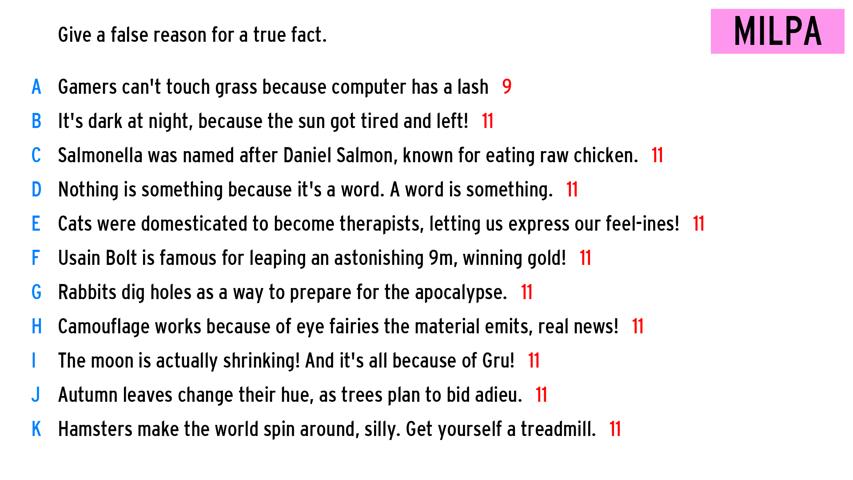 Give a false reason for a true fact.
MILPA
A Gamers can't touch grass because computer has a lash 9
B It's dark at night, because the sun got tired and left! 11
C Salmonella was named after Daniel Salmon, known for eating raw chicken. 11
D Nothing is something because it's a word. A word is something. 11
E Cats were domesticated to become therapists, letting us express our feel-ines! 11
F Usain Bolt is famous for leaping an astonishing 9m, winning gold! 11
G Rabbits dig holes as a way to prepare for the apocalypse. 11
H Camouflage works because of eye fairies the material emits, real news! 11
I The moon is actually shrinking! And it's all because of Gru! 11
J Autumn leaves change their hue, as trees plan to bid adieu. 11
K Hamsters make the world spin around, silly. Get yourself a treadmill. 11